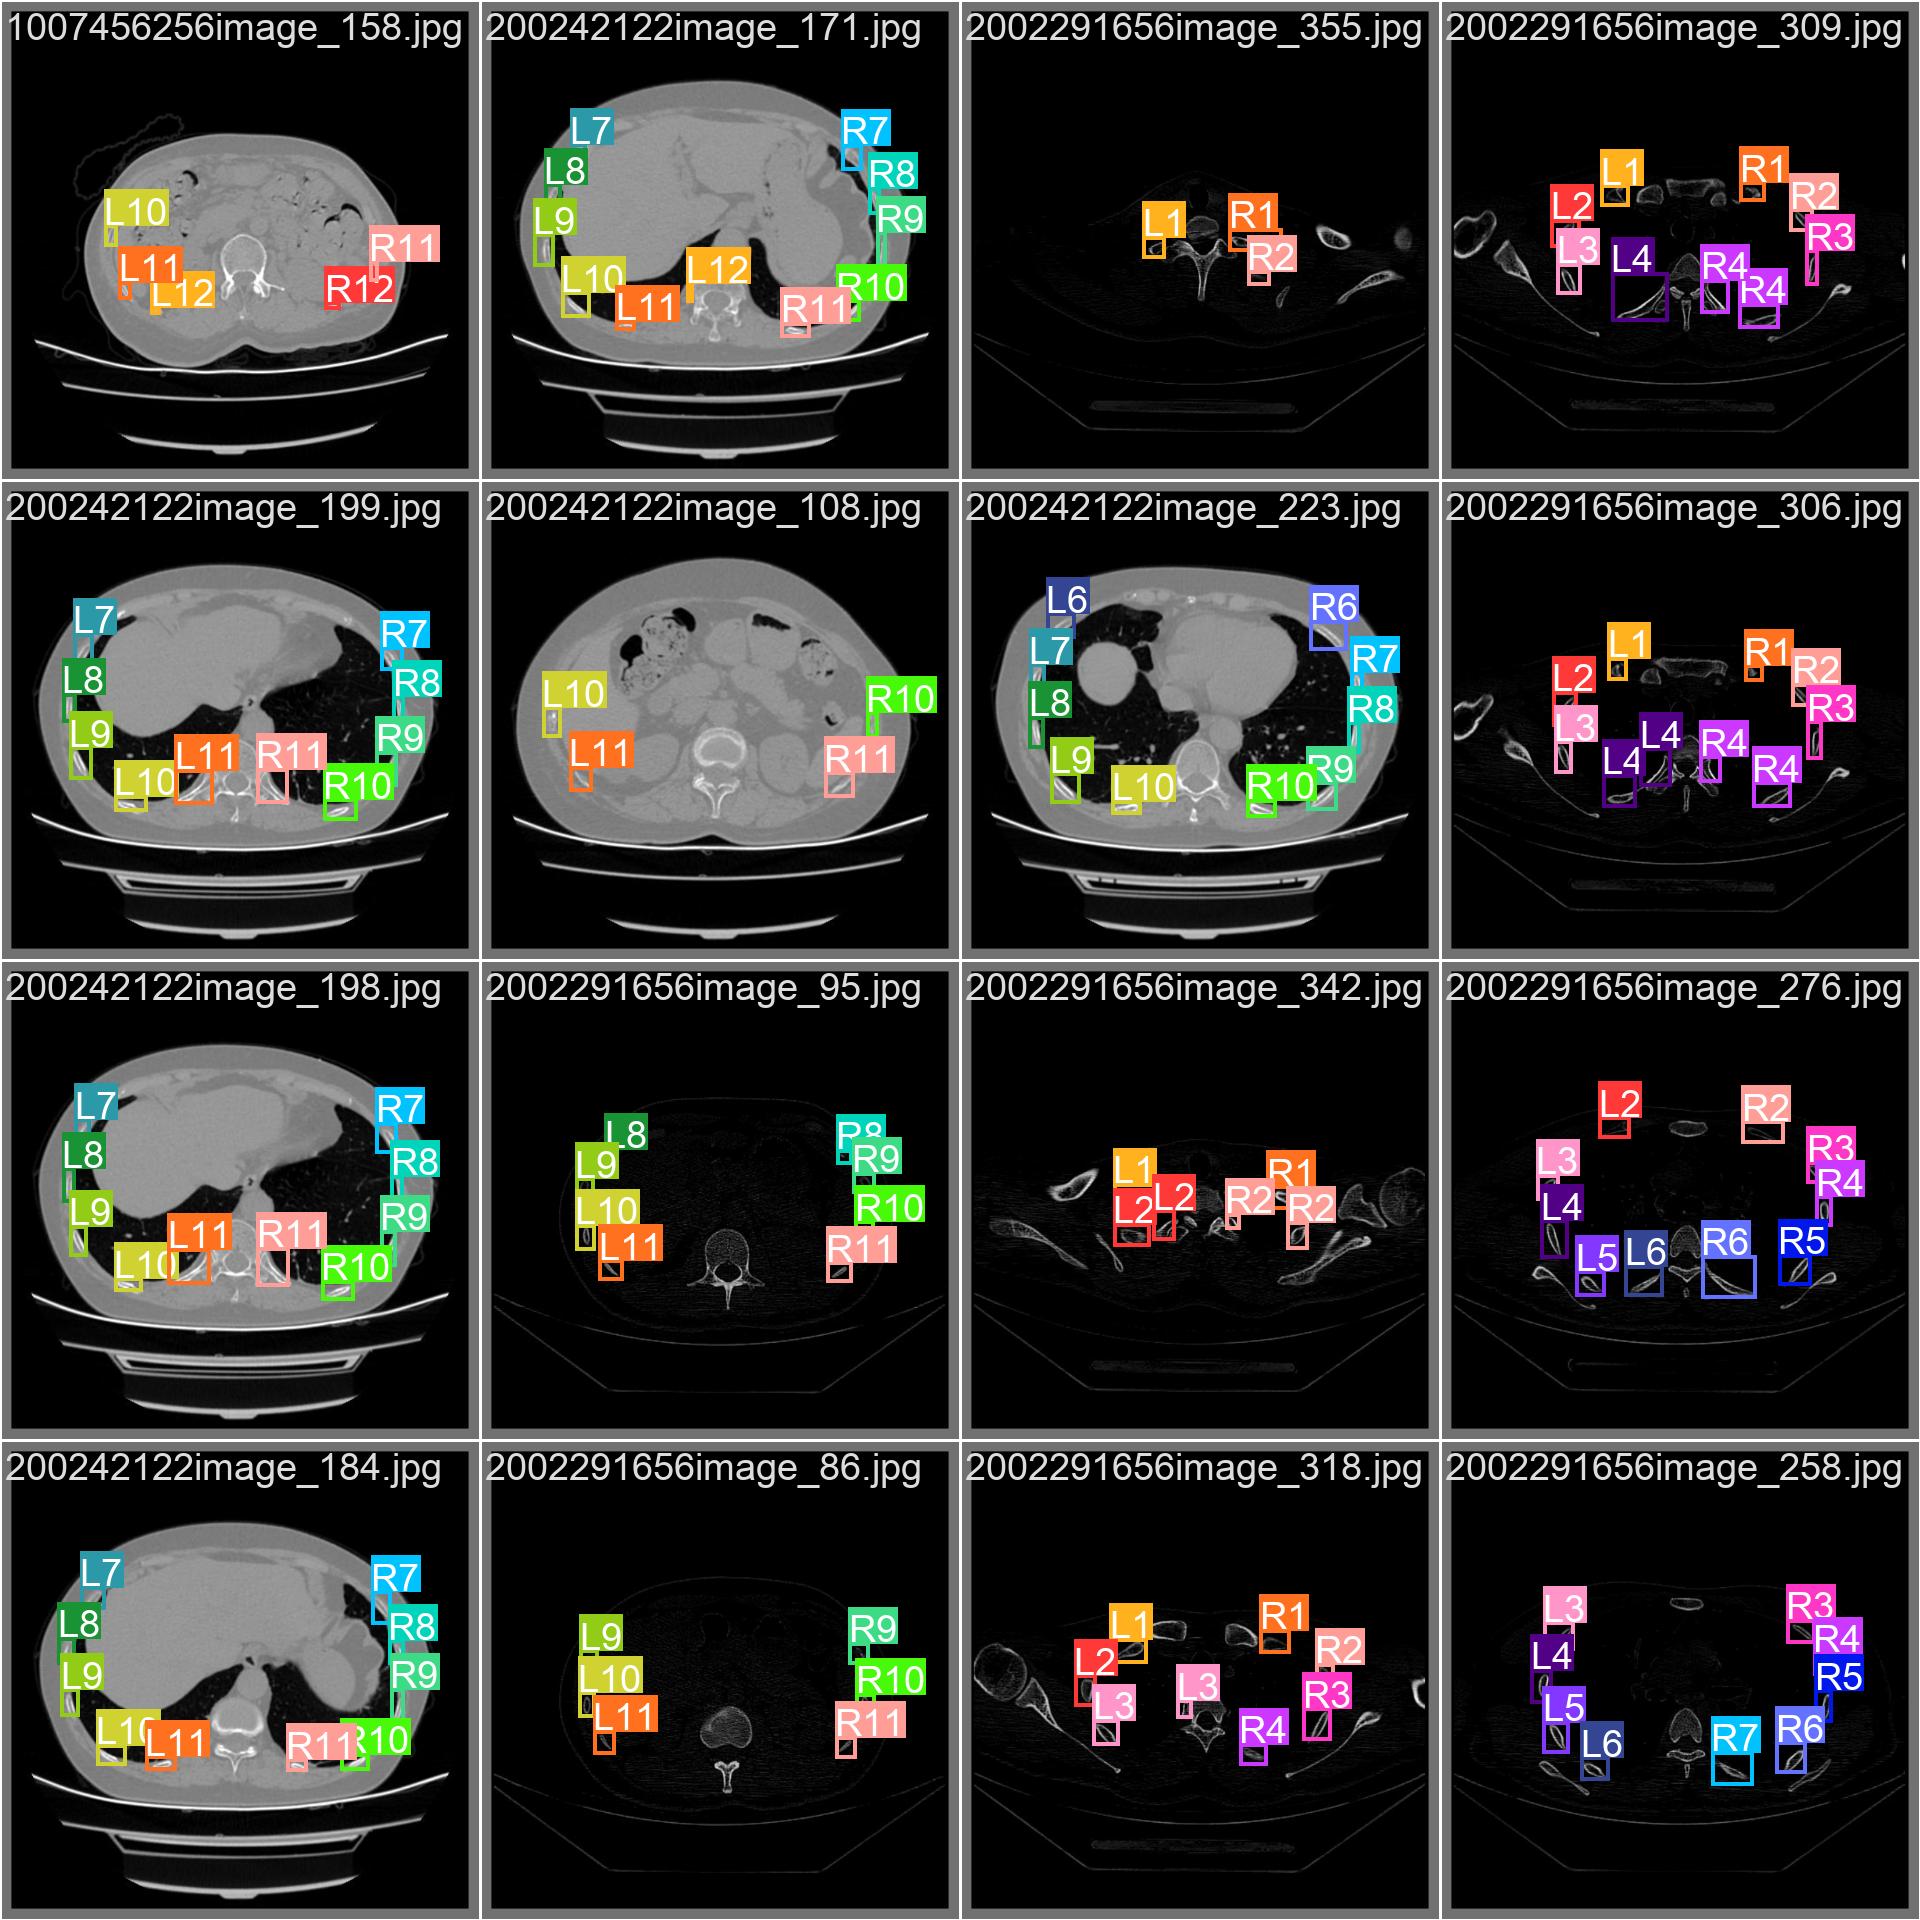 1007456256image_158.jpg
L10
L11
L12
R11
R12
200242122image_171.jpg
L7
L8
L9
L10
L11
L12
R7
R8
R9
R10
R11
2002291656image_355.jpg
L1
R1
R2
2002291656image_309.jpg
L1
L2
L3
L4
R1
R2
R3
R4
R4
200242122image_199.jpg
L7
L8
L9
L10
L11
R11
R7
R8
R9
R10
200242122image_108.jpg
L10
L11
R10
R11
200242122image_223.jpg
L6
L7
L8
L9
L10
R6
R7
R8
R9
R10
2002291656image_306.jpg
L1
L2
L3
L4
L4
R1
R2
R3
R4
R4
200242122image_198.jpg
L7
L8
L9
L10
L11
R11
R7
R8
R9
R10
2002291656image_95.jpg
L8
L9
L10
L11
R8
R9
R10
R11
2002291656image_342.jpg
L1
L2
L2
R1
R2
R2
2002291656image_276.jpg
L2
L3
L4
L5
L6
R2
R3
R4
R5
R6
200242122image_184.jpg
L7
L8
L9
L10
L11
R7
R8
R9
R10
R11
2002291656image_86.jpg
L9
L10
L11
R9
R10
R11
2002291656image_318.jpg
L1
L2
L3
L3
R1
R2
R3
R4
2002291656image_258.jpg
L3
L4
L5
L6
R3
R4
R5
R6
R7